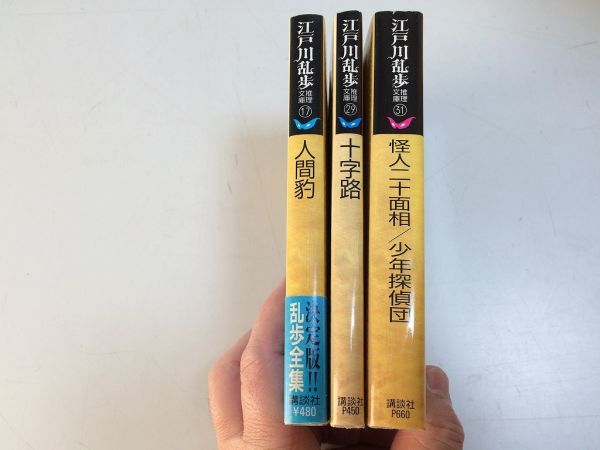 江戸川乱歩
推理
文庫
⑰
人間豹
決定版!!
乱歩全集
講談社
¥480
江戸川乱歩
推理
文庫
㉙
十字路
講談社
P450
江戸川乱歩
推理
文庫
㉛
怪人二十面相/少年探偵団
講談社
P660